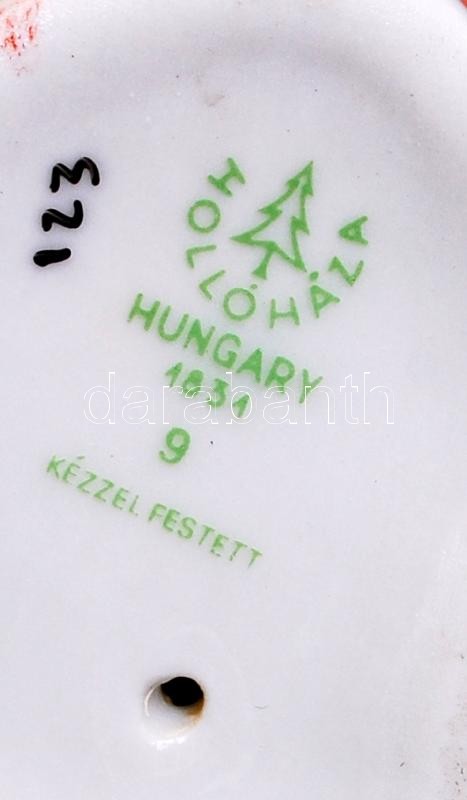 123
HOLLÓHÁZA
HUNGARY
1831
9
KÉZZEL FESTETT
darabanth